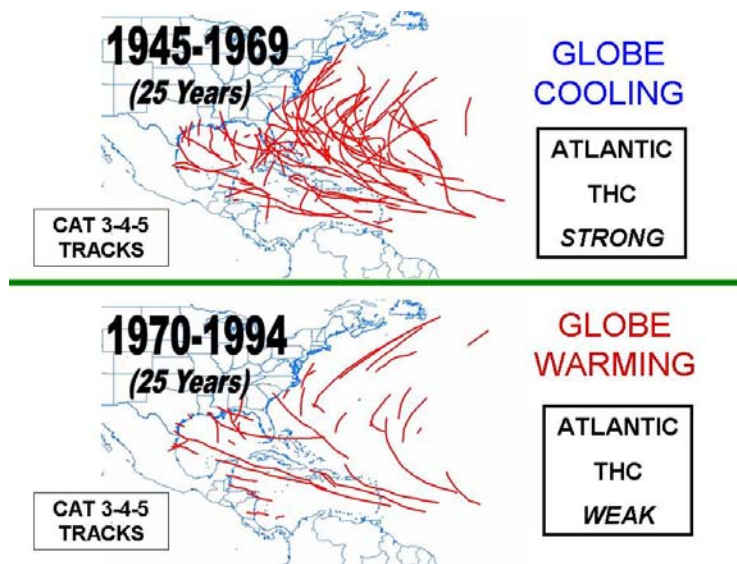 1945-1969
(25 Years)
GLOBE
COOLING
ATLANTIC
THC
STRONG
CAT 3-4-5
TRACKS
1970-1994
(25 Years)
GLOBE
WARMING
ATLANTIC
THC
WEAK
CAT 3-4-5
TRACKS